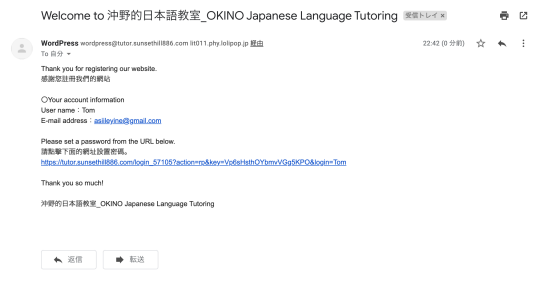 Welcome to 沖野的日本語教室_OKINO Japanese Language Tutoring 受信トレイ ×
WordPress wordpress@tutor.sunsethill886.com lit011.phy.lolipop.jp 経由 22:42 (0 分前)
To 自分
Thank you for registering our website.
感謝您註冊我們的網站
〇Your account information
User name：Tom
E-mail address：asiileyine@gmail.com
Please set a password from the URL below.
請點擊下面的網址設置密碼。
https://tutor.sunsethill886.com/login_57105?action=rp&key=Vp6sHsthOYbmvVGg5KPO&login=Tom
Thank you so much!
沖野的日本語教室_OKINO Japanese Language Tutoring
返信 転送